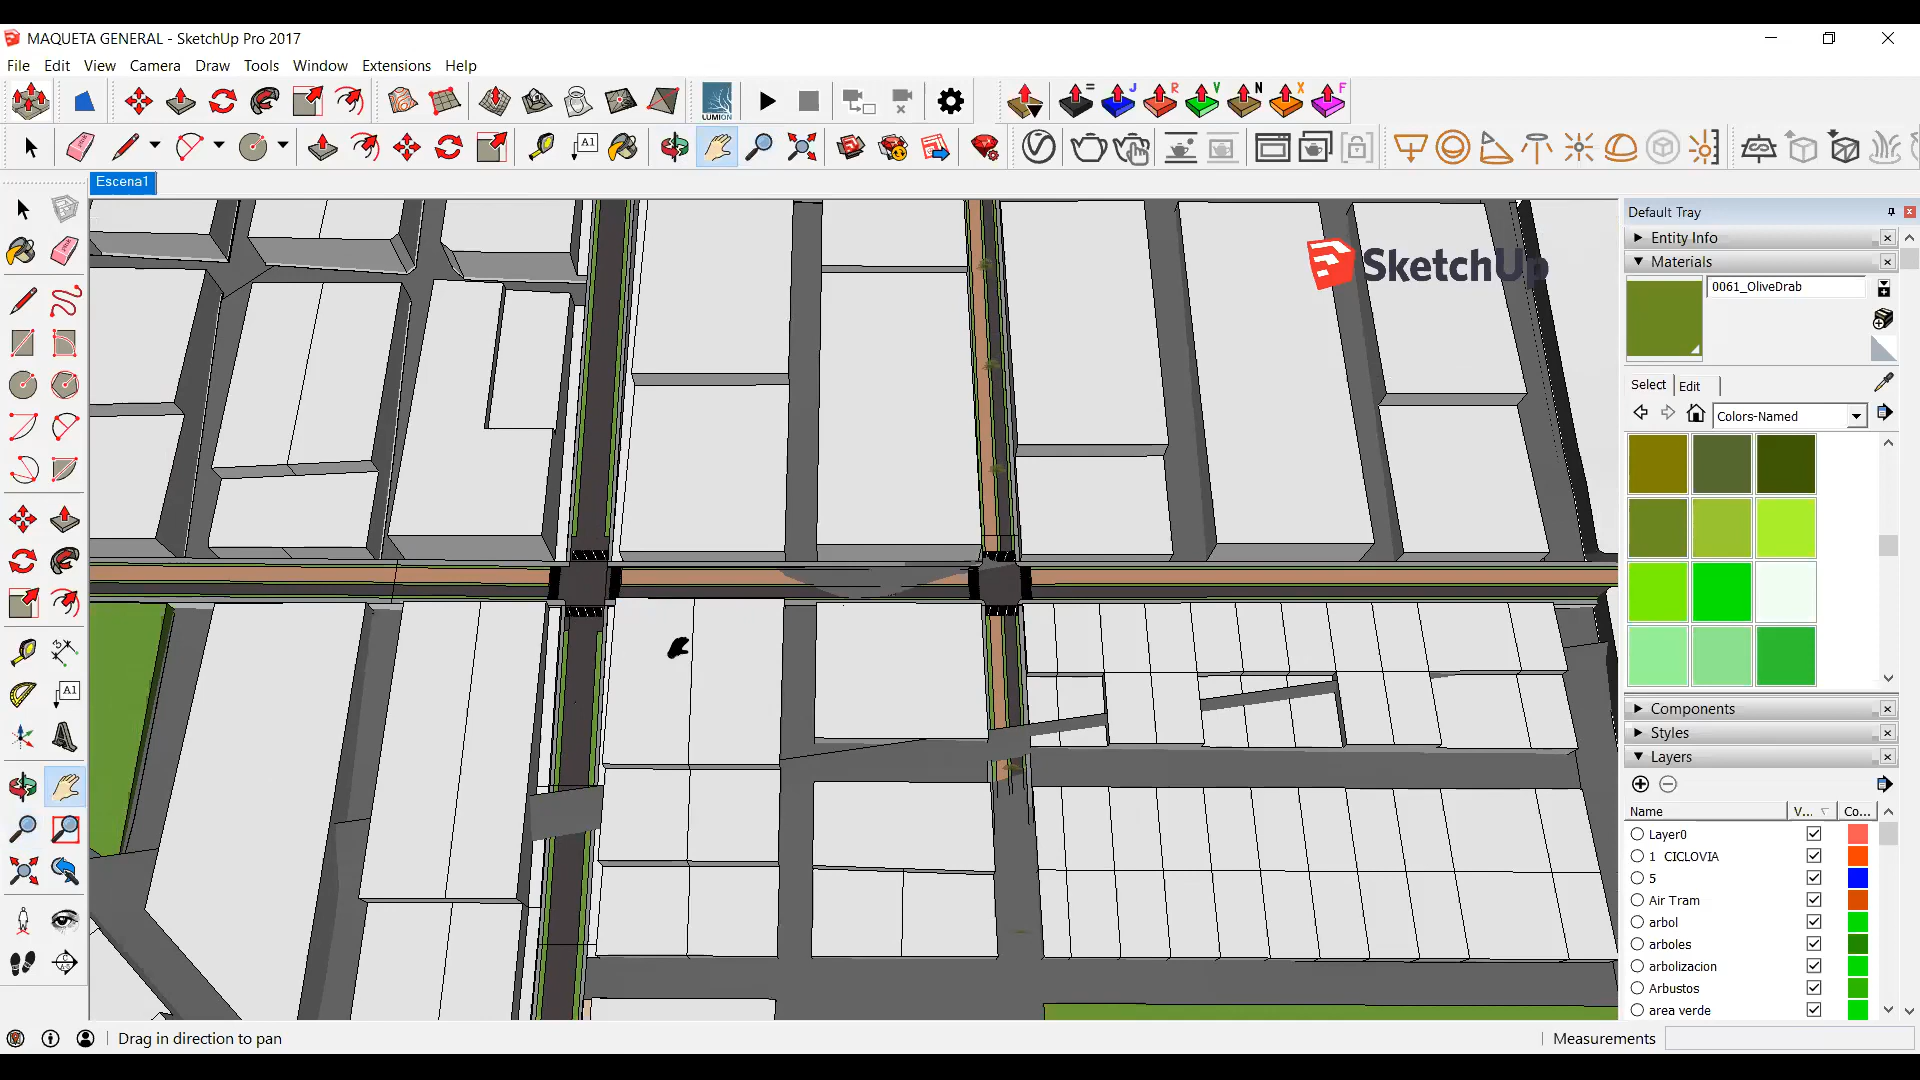 MAQUETA GENERAL - SketchUp Pro 2017
File Edit View Camera Draw Tools Window Extensions Help
LUMION = J R V N X F
A1
Escena1
Default Tray
Entity Info
SketchUp
Materials
0061_OliveDrab
Select Edit
Colors-Named
A1
Components
Styles
Layers
Name V... Co...
Layer0
1 CICLOVIA
5
Air Tram
arbol
arboles
arbolizacion
Arbustos
area verde
Drag in direction to pan Measurements